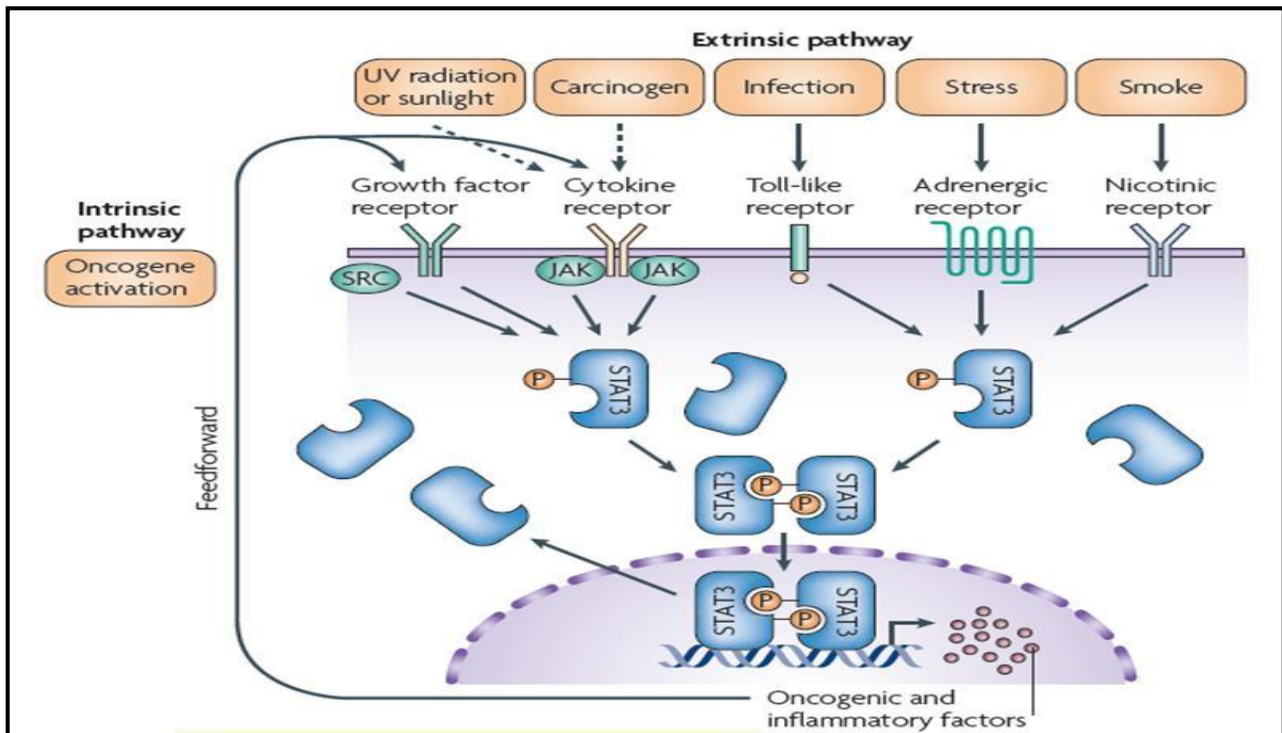 Extrinsic pathway
UV radiation
or sunlight
Carcinogen
Infection
Stress
Smoke
Growth factor
receptor
Cytokine
receptor
Toll-like
receptor
Adrenergic
receptor
Nicotinic
receptor
Intrinsic
pathway
Oncogene
activation
SRC
JAK
JAK
P
STAT3
P
STAT3
Feedforward
STAT3
P
P
STAT3
STAT3
P
P
STAT3
Oncogenic and
inflammatory factors